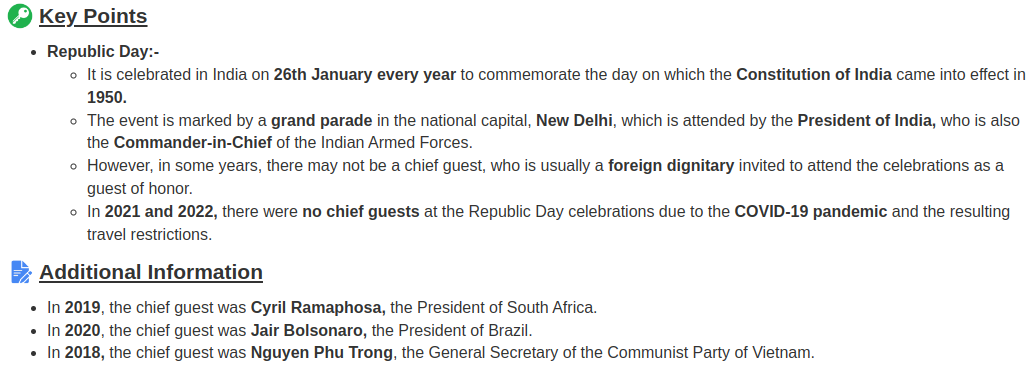 Key Points
Republic Day:-
It is celebrated in India on 26th January every year to commemorate the day on which the Constitution of India came into effect in
1950.
The event is marked by a grand parade in the national capital, New Delhi, which is attended by the President of India, who is also
the Commander-in-Chief of the Indian Armed Forces.
However, in some years, there may not be a chief guest, who is usually a foreign dignitary invited to attend the celebrations as a
guest of honor.
In 2021 and 2022, there were no chief guests at the Republic Day celebrations due to the COVID-19 pandemic and the resulting
travel restrictions.
Additional Information
In 2019, the chief guest was Cyril Ramaphosa, the President of South Africa.
In 2020, the chief guest was Jair Bolsonaro, the President of Brazil.
In 2018, the chief guest was Nguyen Phu Trong, the General Secretary of the Communist Party of Vietnam.